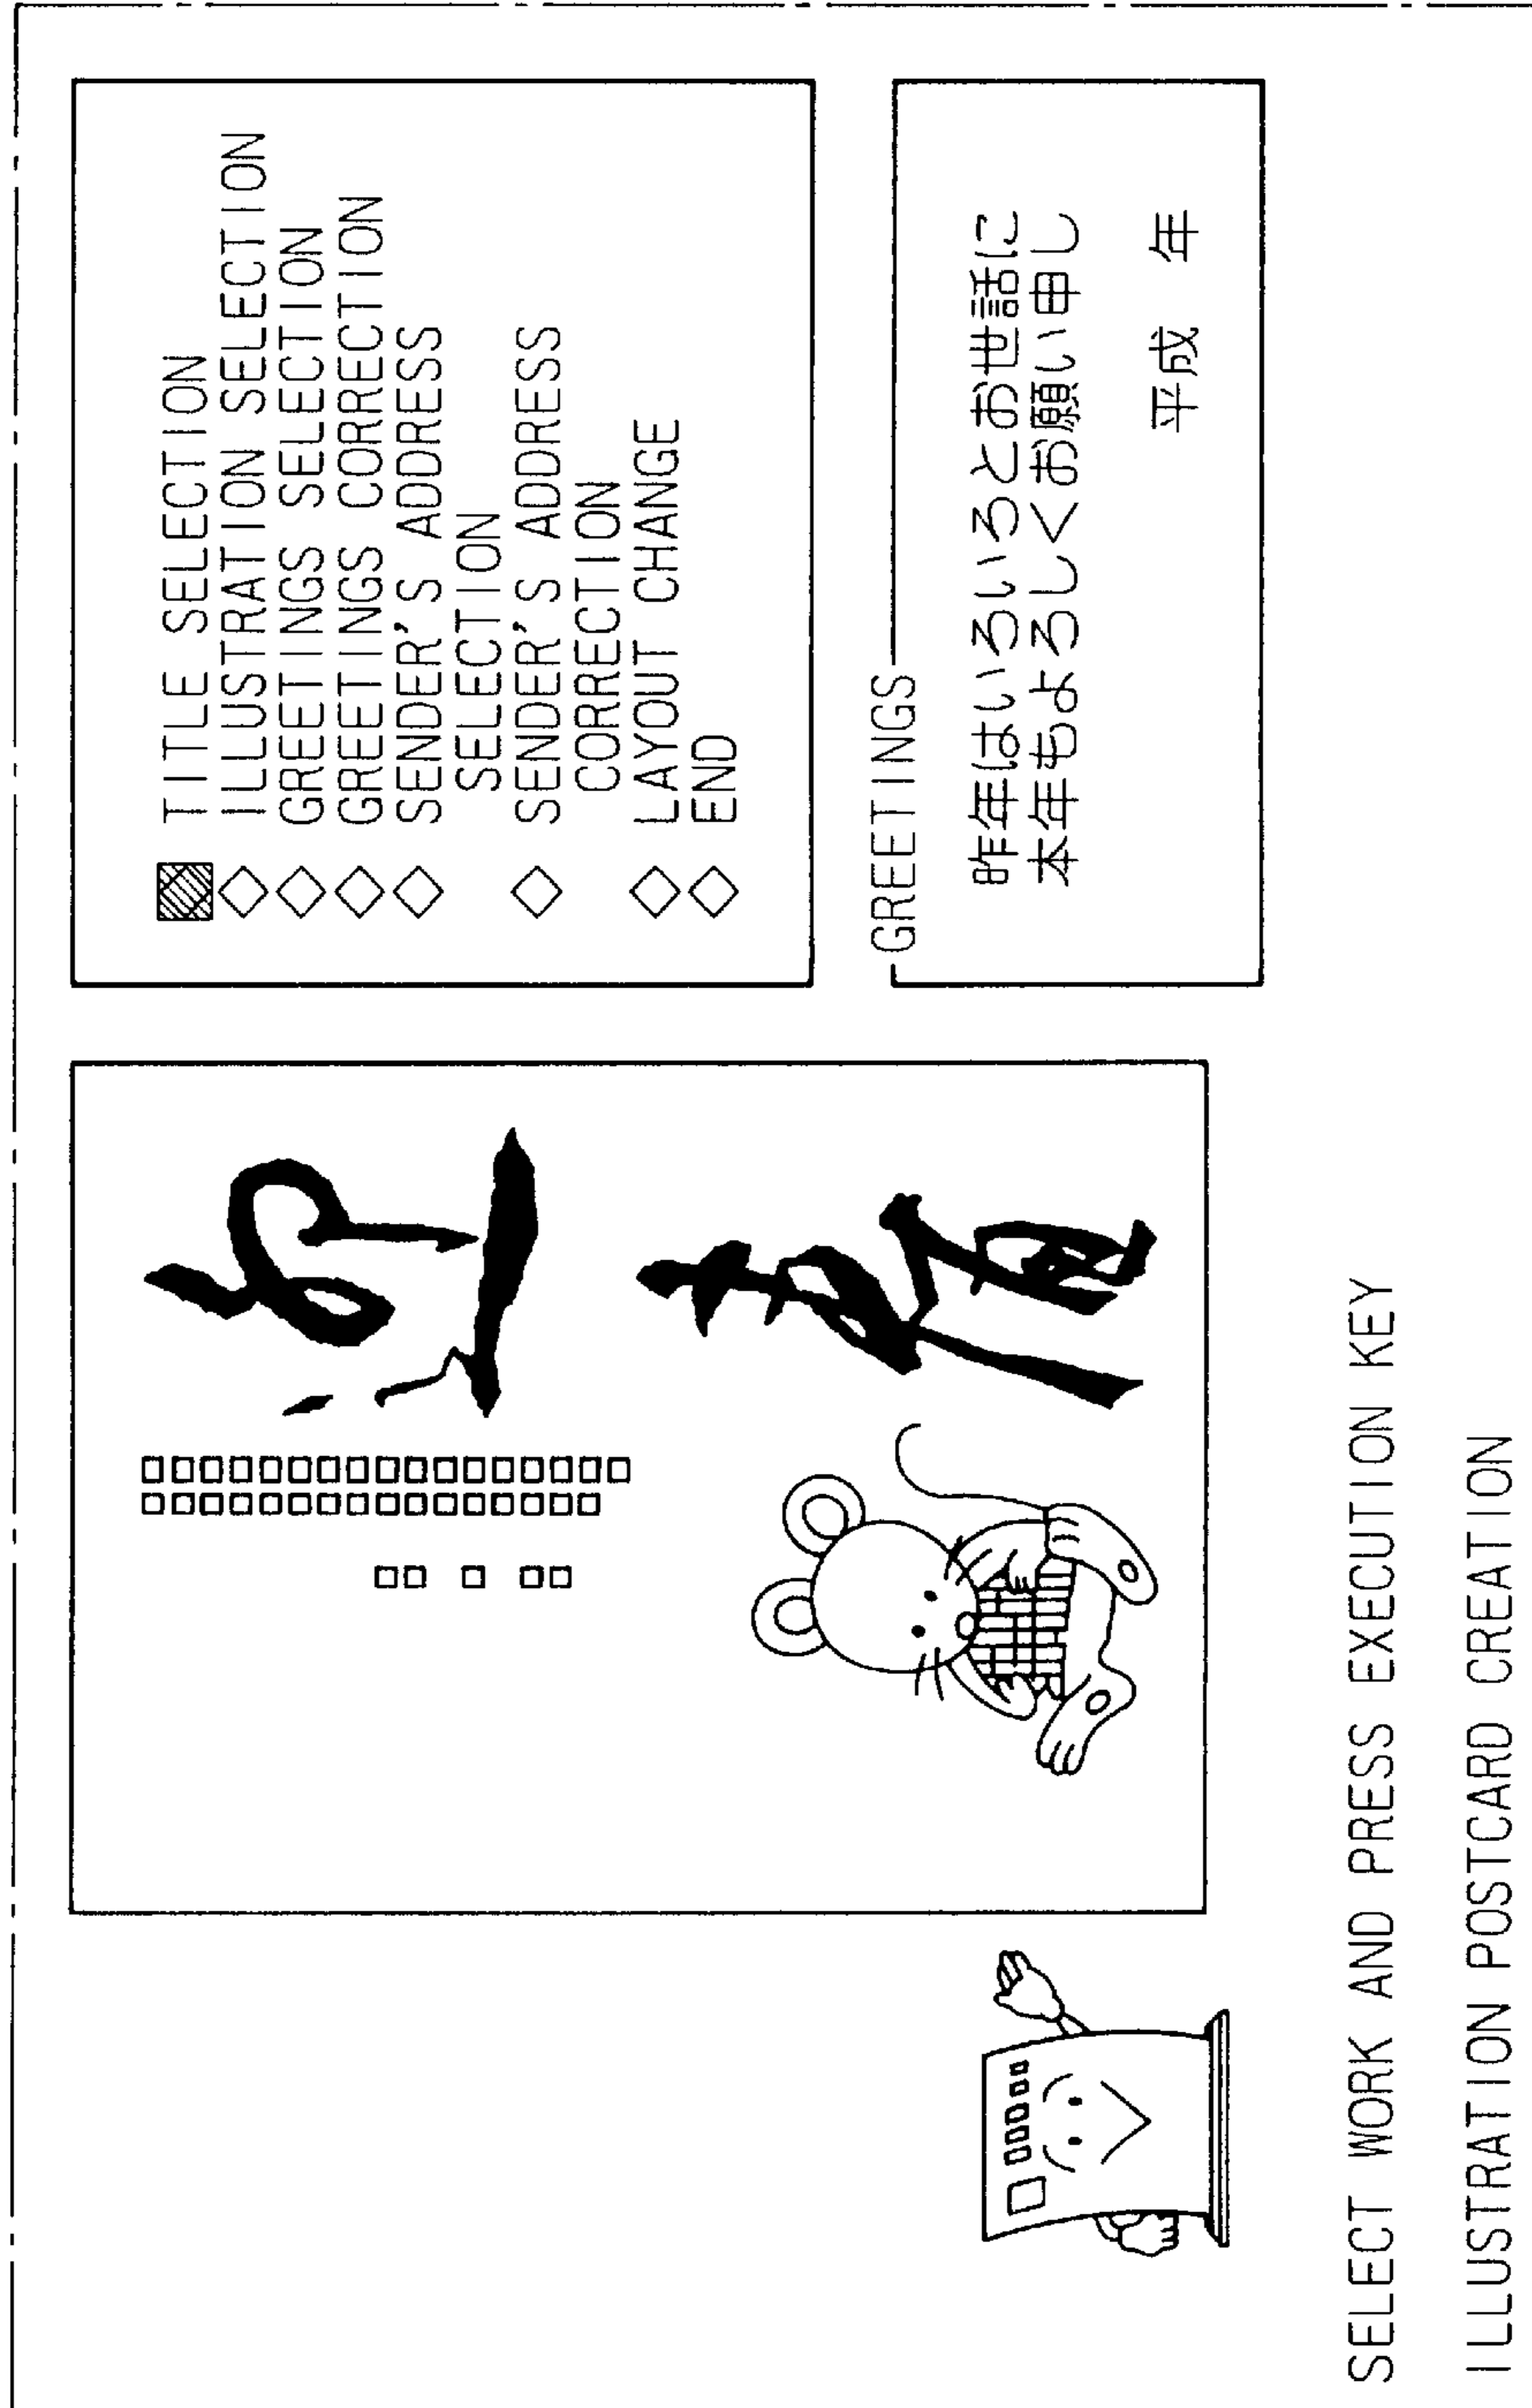 TITLE SELECTION
ILLUSTRATION SELECTION
GREETINGS SELECTION
GREETINGS CORRECTION
SENDER'S ADDRESS
SELECTION
SENDER'S ADDRESS
CORRECTION
LAYOUT CHANGE
END
GREETINGS
昨年はいろいろとお世話に
本年もよろしくお願い申し
平成 年
SELECT WORK AND PRESS EXECUTION KEY
ILLUSTRATION POSTCARD CREATION